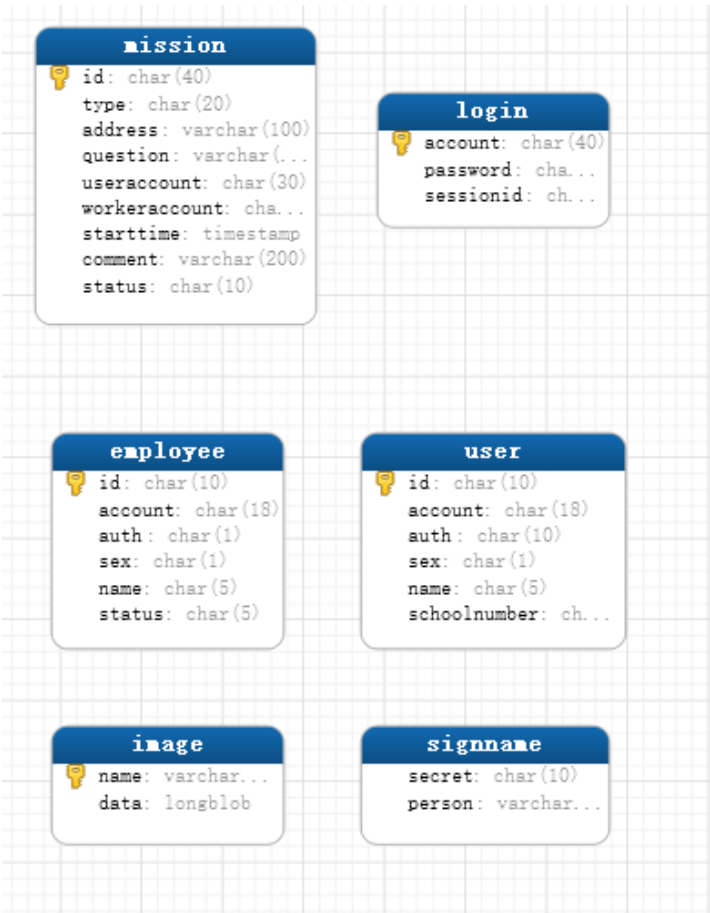 mission
id: char(40)
type: char(20)
address: varchar(100)
question: varchar(...
useraccount: char(30)
workeraccount: cha...
starttime: timestamp
comment: varchar(200)
status: char(10)
login
account: char(40)
password: cha...
sessionid: ch...
employee
id: char(10)
account: char(18)
auth: char(1)
sex: char(1)
name: char(5)
status: char(5)
user
id: char(10)
account: char(18)
auth: char(10)
sex: char(1)
name: char(5)
schoolnumber: ch...
image
name: varchar...
data: longblob
signname
secret: char(10)
person: varchar...